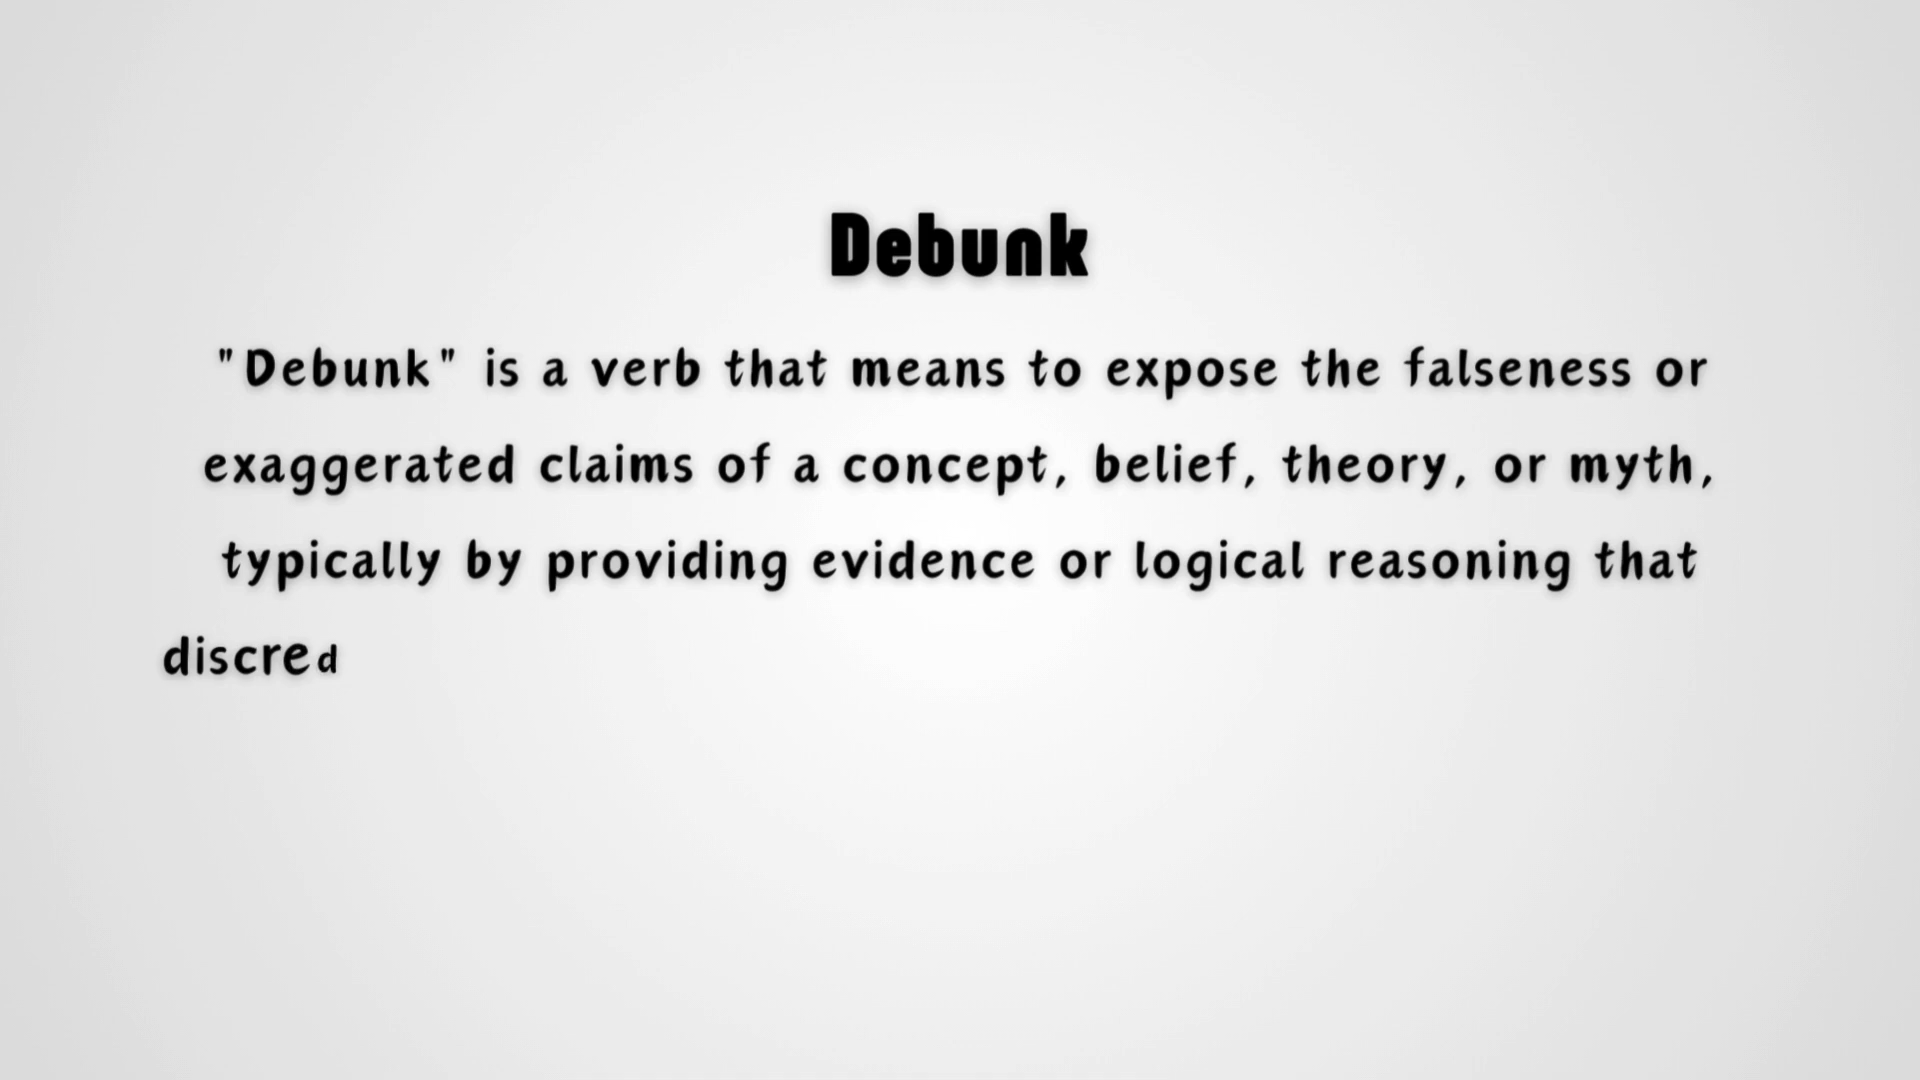 Debunk
"Debunk" is a verb that means to expose the falseness or
exaggerated claims of a concept, belief, theory, or myth,
typically by providing evidence or logical reasoning that
discred